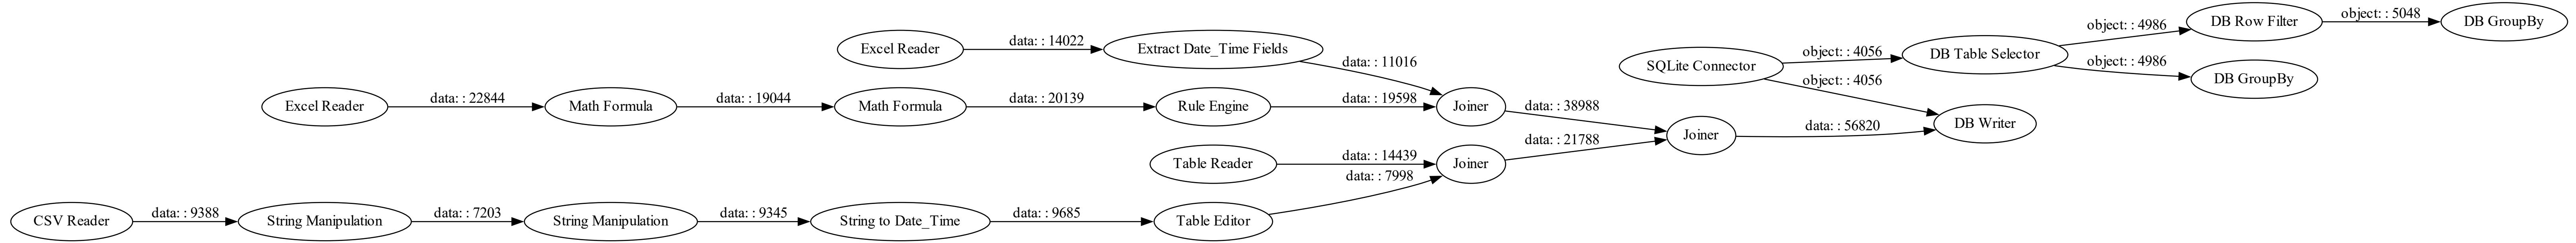 Excel Reader
data: : 14022
Extract Date_Time Fields
data: : 11016
Excel Reader
data: : 22844
Math Formula
data: : 19044
Math Formula
data: : 20139
Rule Engine
data: : 19598
Joiner
data: : 38988
Table Reader
data: : 14439
Joiner
data: : 21788
Joiner
data: : 56820
DB Writer
CSV Reader
data: : 9388
String Manipulation
data: : 7203
String Manipulation
data: : 9345
String to Date_Time
data: : 9685
Table Editor
data: : 7998
SQLite Connector
object: : 4056
object: : 4056
DB Table Selector
object: : 4986
object: : 4986
DB Row Filter
object: : 5048
DB GroupBy
DB GroupBy